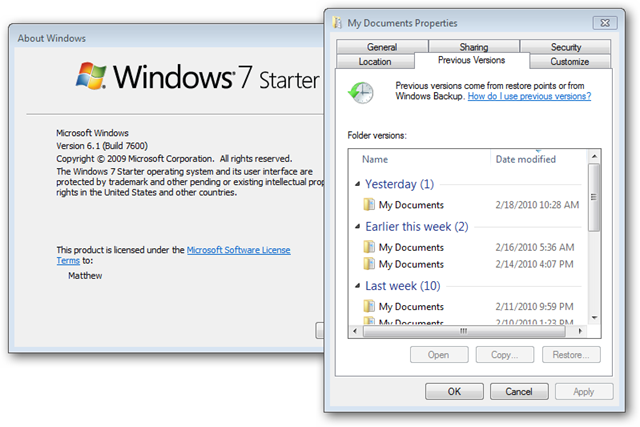 About Windows
Windows 7 Starter
Microsoft Windows
Version 6.1 (Build 7600)
Copyright © 2009 Microsoft Corporation. All rights reserved.
The Windows 7 Starter operating system and its user interface are
protected by trademark and other pending or existing intellectual prop
rights in the United States and other countries.
This product is licensed under the Microsoft Software License
Terms to:
Matthew
My Documents Properties
General Sharing Security
Location Previous Versions Customize
Previous versions come from restore points or from
Windows Backup. How do I use previous versions?
Folder versions:
Name Date modified
Yesterday (1)
My Documents 2/18/2010 10:28 AM
Earlier this week (2)
My Documents 2/16/2010 5:36 AM
My Documents 2/14/2010 4:07 PM
Last week (10)
My Documents 2/11/2010 9:59 PM
My Documents 2/10/2010 1:23 PM
Open Copy... Restore...
OK Cancel Apply